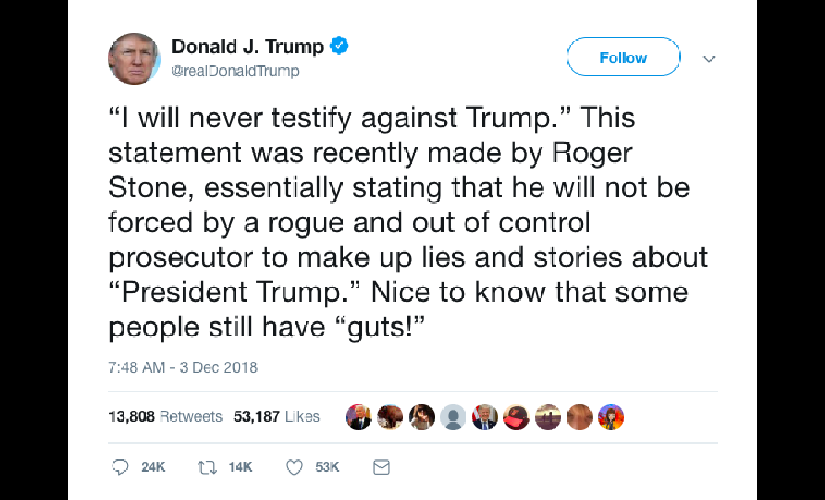 Donald J. Trump
@realDonaldTrump
Follow
“I will never testify against Trump.” This
statement was recently made by Roger
Stone, essentially stating that he will not be
forced by a rogue and out of control
prosecutor to make up lies and stories about
“President Trump.” Nice to know that some
people still have “guts!”
7:48 AM - 3 Dec 2018
13,808 Retweets 53,187 Likes
24K 14K 53K